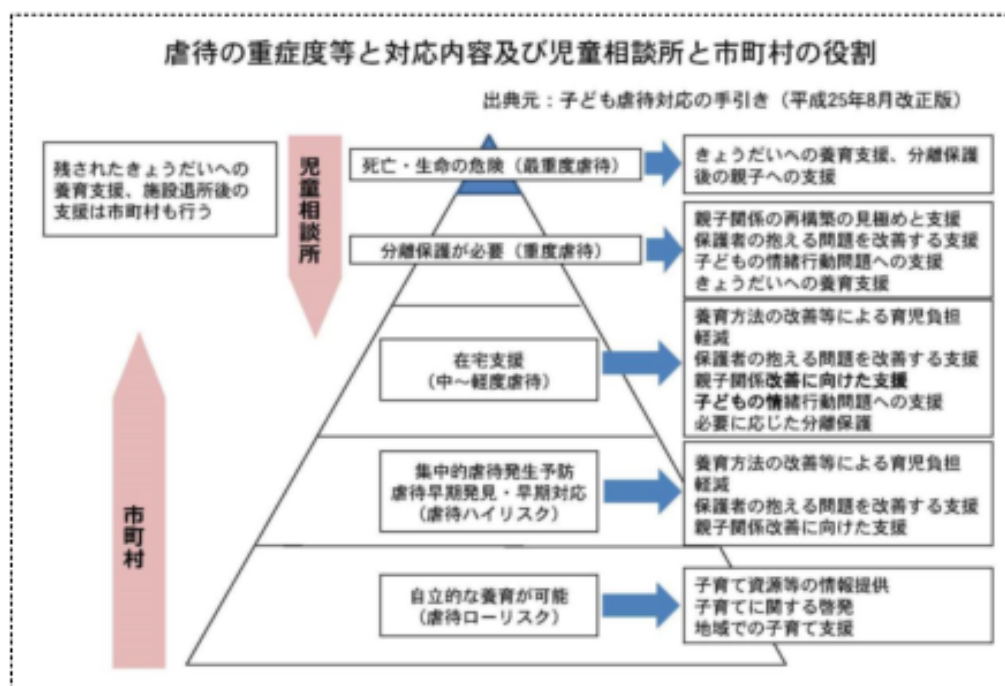 虐待の重症度等と対応内容及び児童相談所と市町村の役割
出典元：子ども虐待対応の手引き（平成25年8月改正版）
残されたきょうだいへの
養育支援、施設退所後の
支援は市町村も行う
児童相談所
市町村
死亡・生命の危険（最重度虐待）
きょうだいへの養育支援、分離保護
後の親子への支援
分離保護が必要（重度虐待）
親子関係の再構築の見極めと支援
保護者の抱える問題を改善する支援
子どもの情緒行動問題への支援
きょうだいへの養育支援
在宅支援
（中～軽度虐待）
養育方法の改善等による育児負担
軽減
保護者の抱える問題を改善する支援
親子関係改善に向けた支援
子どもの情緒行動問題への支援
必要に応じた分離保護
集中的虐待発生予防
虐待早期発見・早期対応
（虐待ハイリスク）
養育方法の改善等による育児負担
軽減
保護者の抱える問題を改善する支援
親子関係改善に向けた支援
自立的な養育が可能
（虐待ローリスク）
子育て資源等の情報提供
子育てに関する啓発
地域での子育て支援